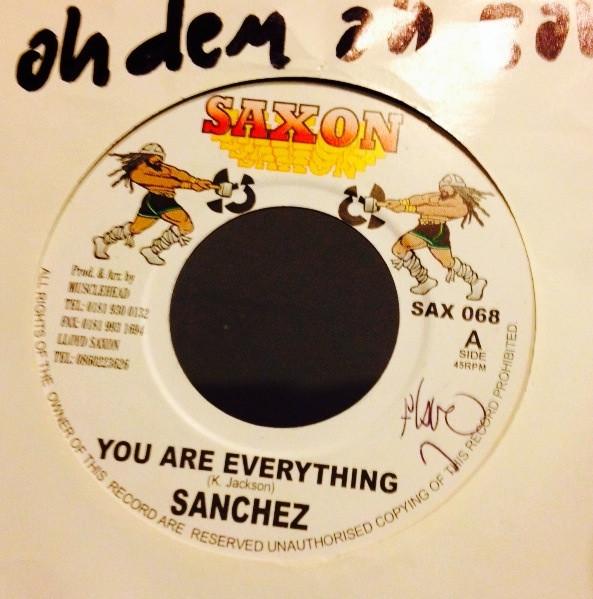 oh dem
SAXON
SAXON
Prod. & Arr. by
MUSCLEHEAD
TEL: 0181 930 0132
FAX: 0181 993 1694
LLOYD SAXON
TEL: 0860223626
SAX 068
A
SIDE
45RPM
YOU ARE EVERYTHING
(K. Jackson)
SANCHEZ
ALL RIGHTS OF THE OWNER OF THIS RECORD ARE RESERVED UNAUTHORISED COPYING OF THIS RECORD PROHIBITED